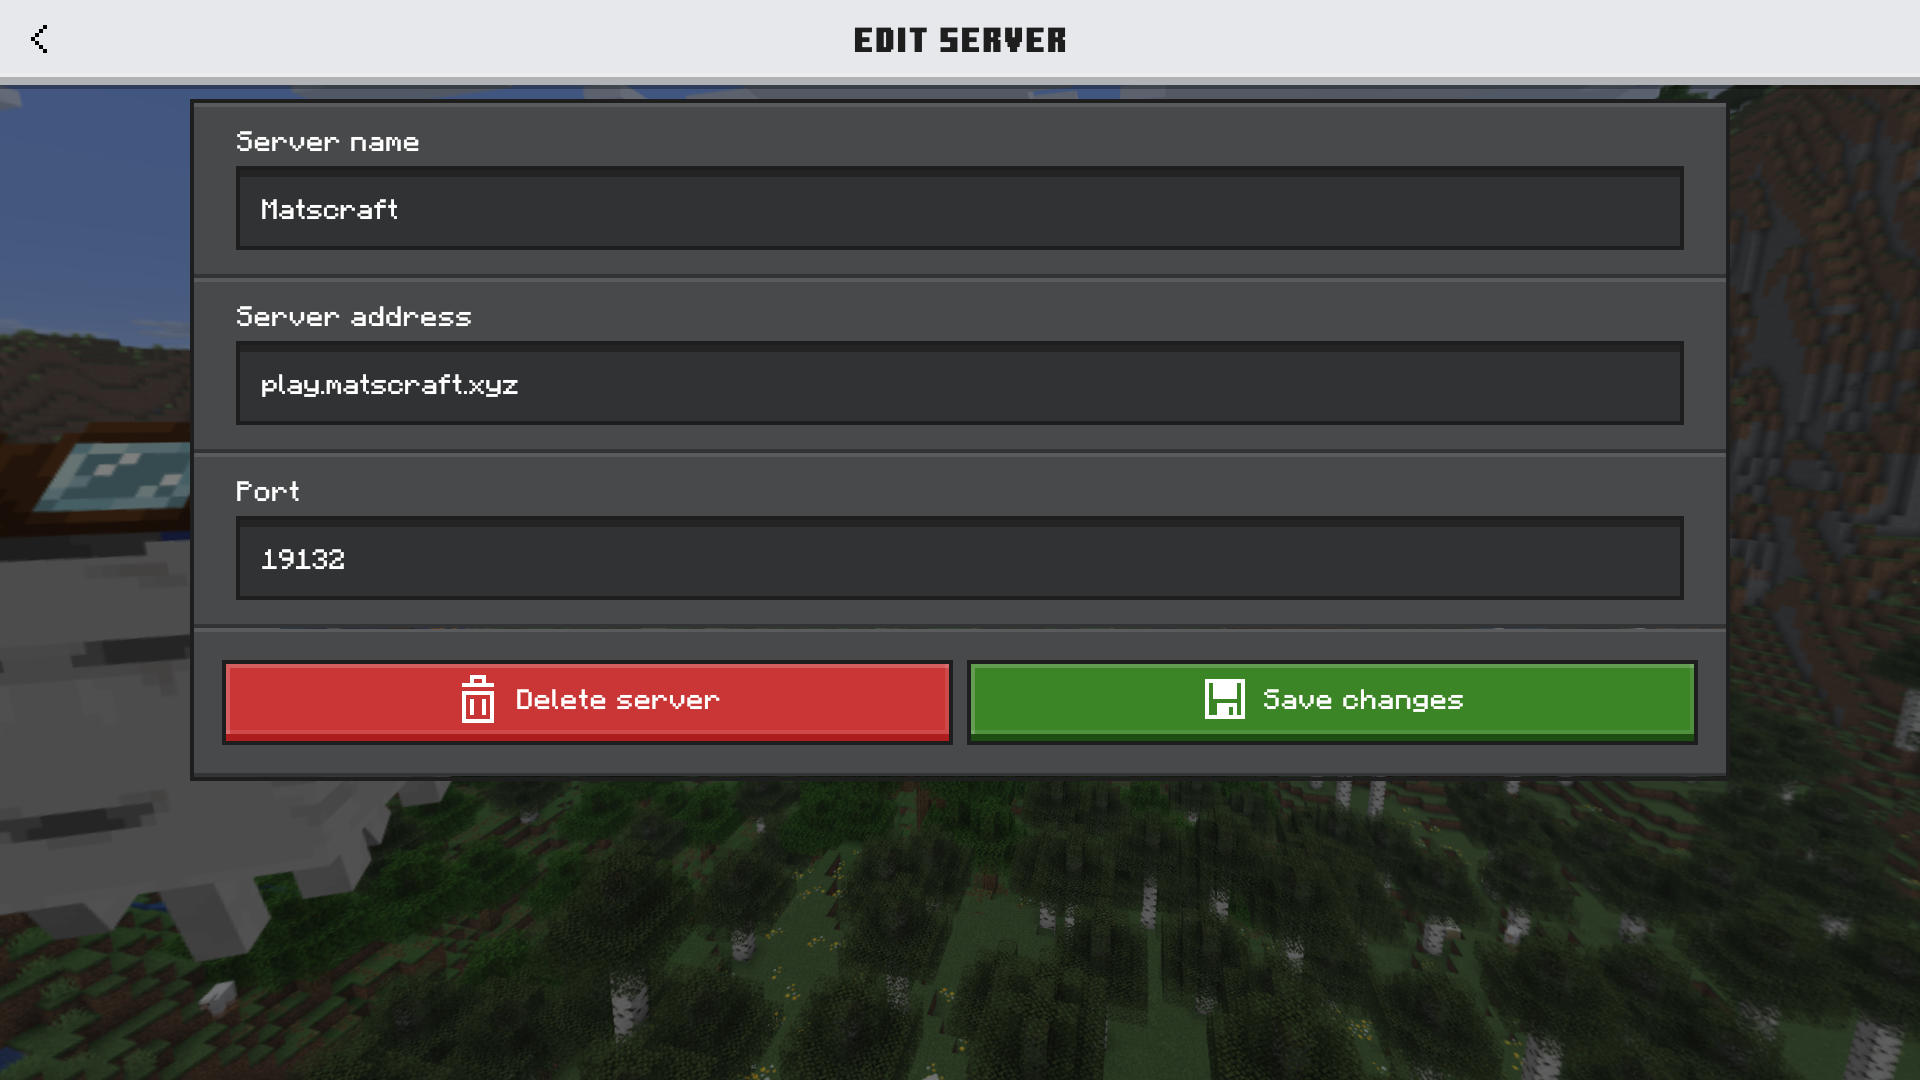 EDIT SERVER
Server name
Matscraft
Server address
play.matscraft.xyz
Port
19132
Delete server
Save changes